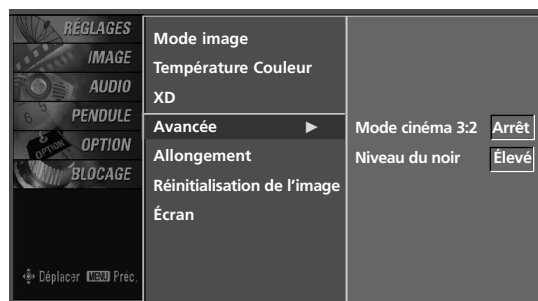 RÉGLAGES
IMAGE
AUDIO
PENDULE
OPTION
BLOCAGE
Déplacer MENU Préc.
Mode image
Température Couleur
XD
Avancée ▶
Allongement
Réinitialisation de l'image
Écran
Mode cinéma 3:2 Arrêt
Niveau du noir Élevé